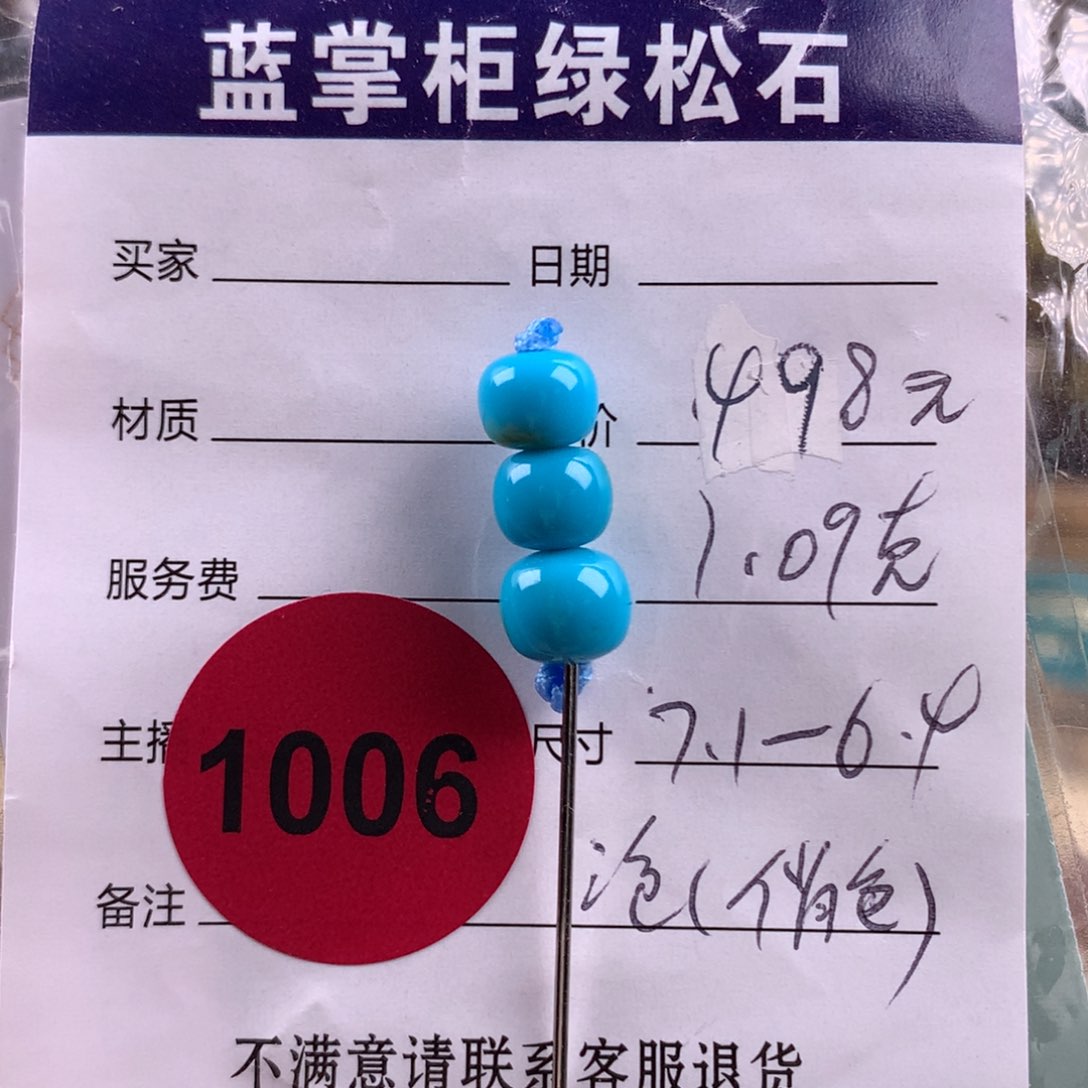 蓝掌柜绿松石
买家 日期
材质 价 498元
服务费 1.09克
主播 尺寸 7.1-6.4
1006
备注 泡(俏色)
不满意请联系客服退货